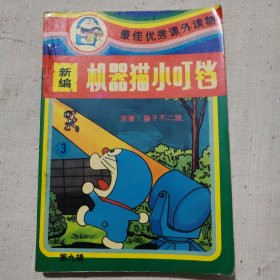 最佳优秀课外读物
新编
机器猫小叮铛
原著：藤子不二雄
3
第九辑